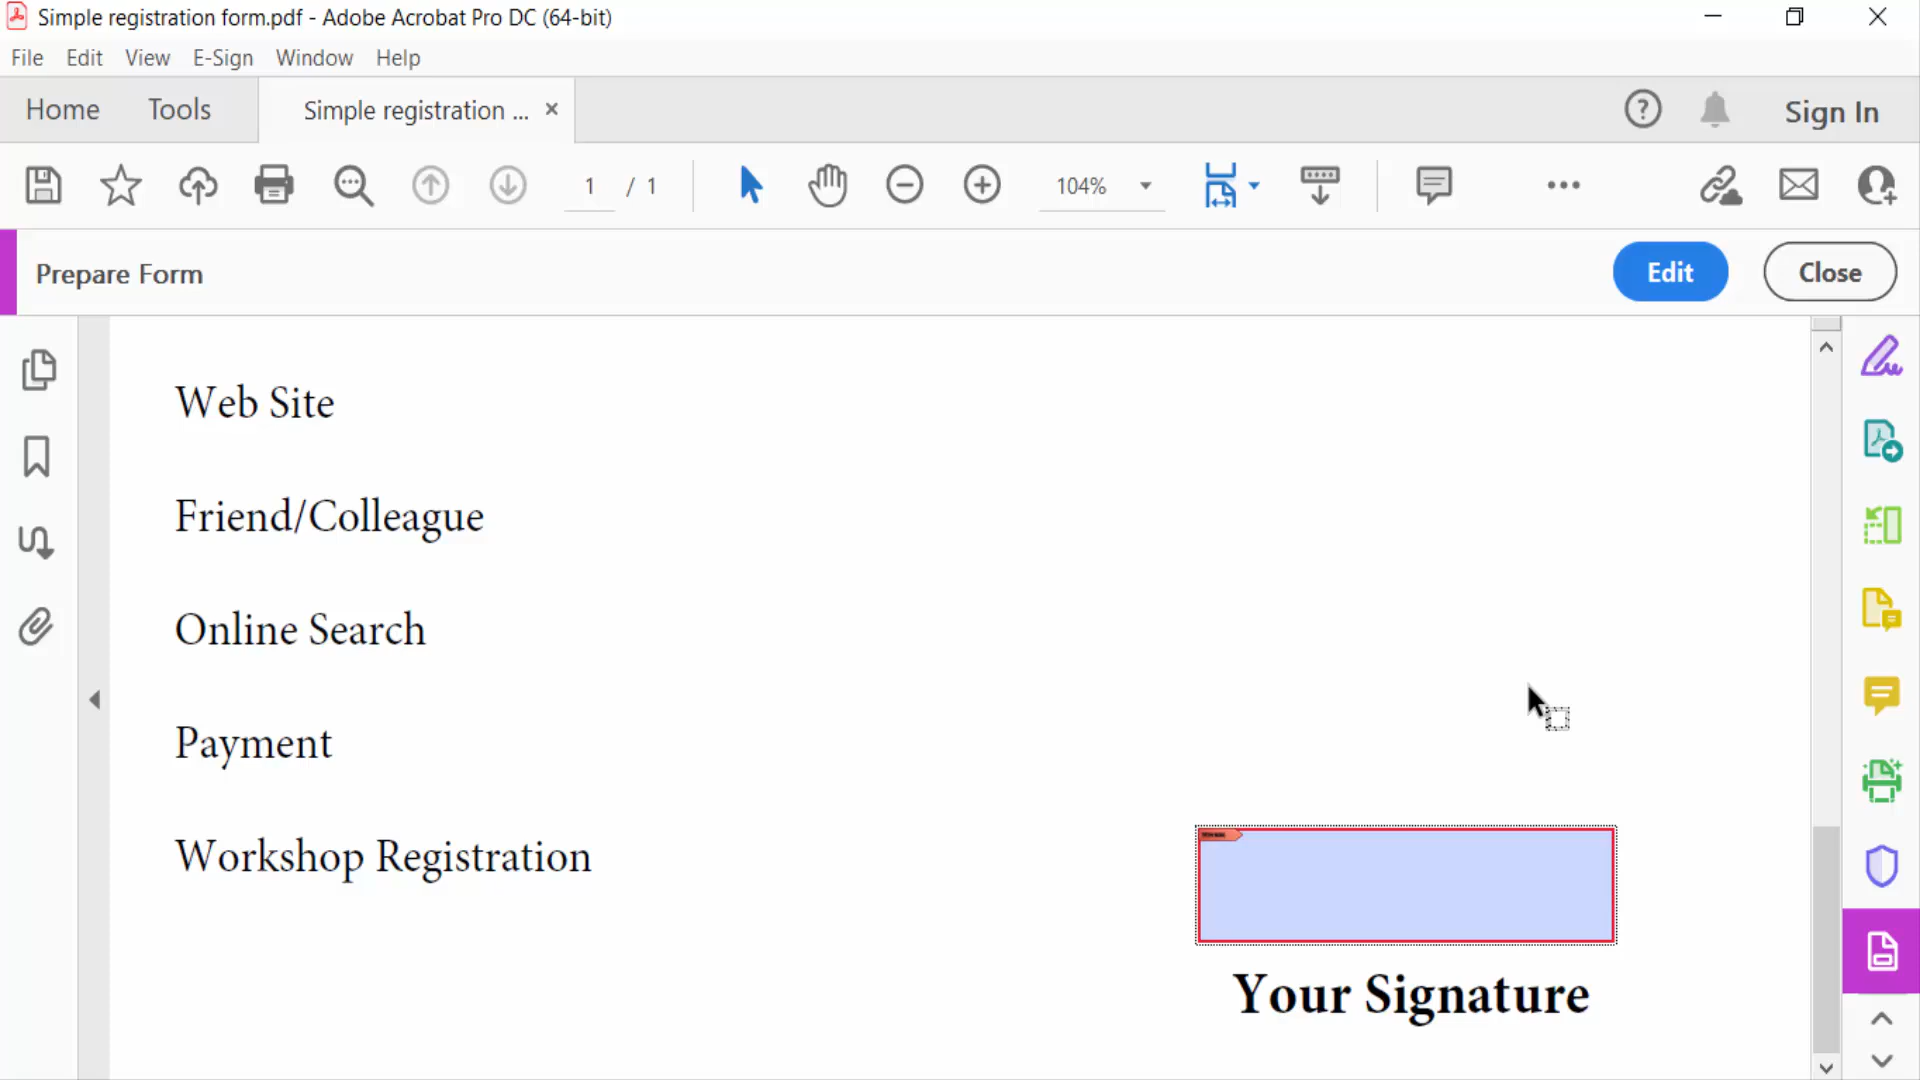 Simple registration form.pdf - Adobe Acrobat Pro DC (64-bit)
File Edit View E-Sign Window Help
Home Tools Simple registration ... Sign In
1 / 1 104%
Prepare Form Edit Close
Web Site
Friend/Colleague
Online Search
Payment
Workshop Registration
Your Signature